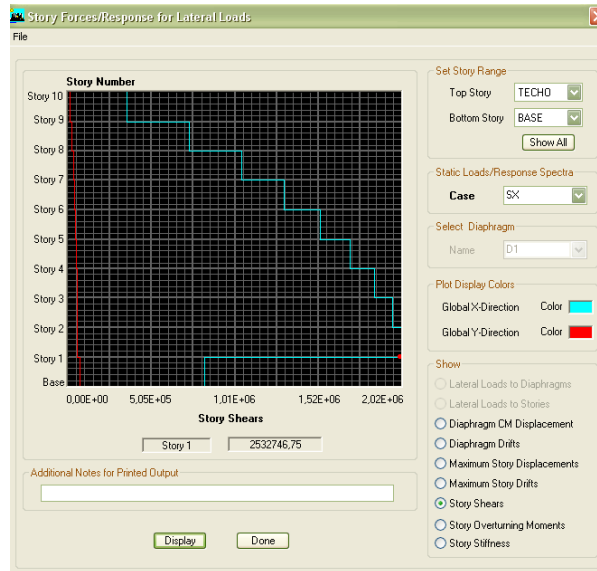 Story Forces/Response for Lateral Loads
File
Story Number
Story 10
Story 9
Story 8
Story 7
Story 6
Story 5
Story 4
Story 3
Story 2
Story 1
Base
0,00E+00 5,05E+05 1,01E+06 1,52E+06 2,02E+06
Story Shears
Story 1 2532746,75
Additional Notes for Printed Output
Display Done
Set Story Range
Top Story TECHO
Bottom Story BASE
Show All
Static Loads/Response Spectra
Case SX
Select Diaphragm
Name D1
Plot Display Colors
Global X-Direction Color
Global Y-Direction Color
Show
Lateral Loads to Diaphragms
Lateral Loads to Stories
Diaphragm CM Displacement
Diaphragm Drifts
Maximum Story Displacements
Maximum Story Drifts
Story Shears
Story Overturning Moments
Story Stiffness